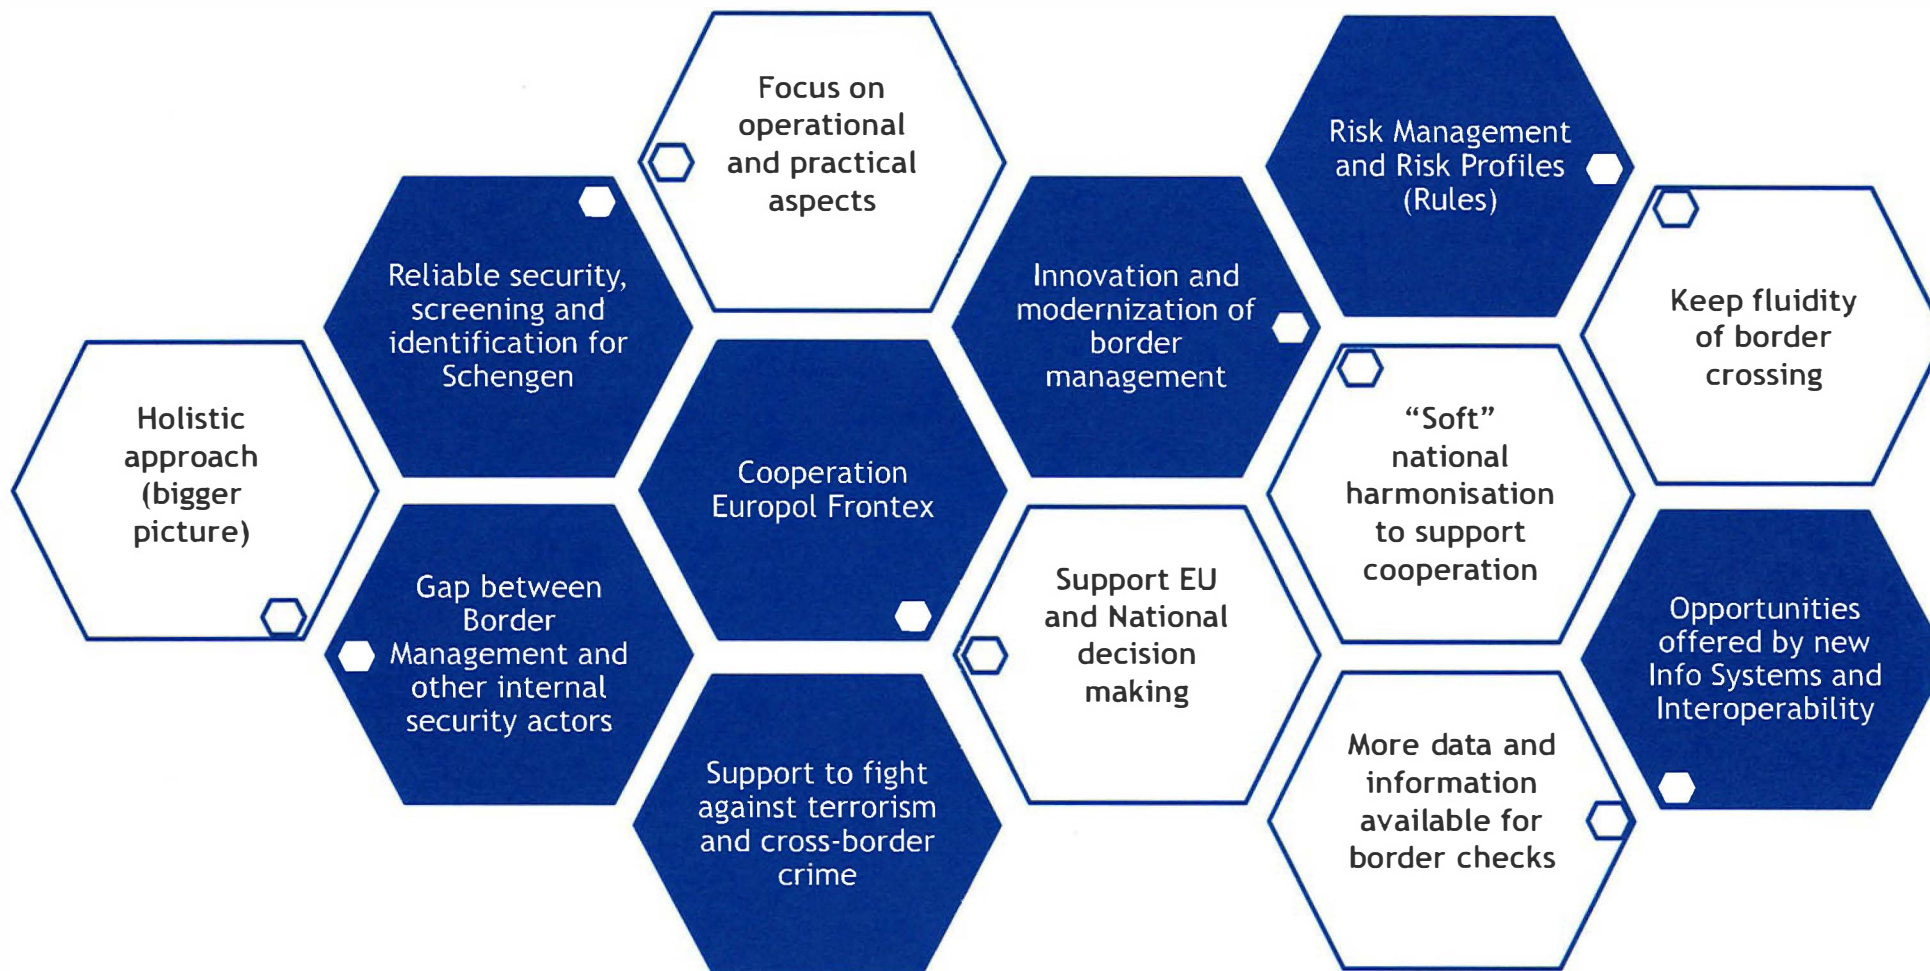 Focus on
operational
and practical
aspects
Risk Management
and Risk Profiles
(Rules)
Reliable security,
screening and
identification for
Schengen
Innovation and
modernization of
border
management
Keep fluidity
of border
crossing
Holistic
approach
(bigger
picture)
Cooperation
Europol Frontex
“Soft”
national
harmonisation
to support
cooperation
Gap between
Border
Management and
other internal
security actors
Support EU
and National
decision
making
Opportunities
offered by new
Info Systems and
Interoperability
Support to fight
against terrorism
and cross-border
crime
More data and
information
available for
border checks